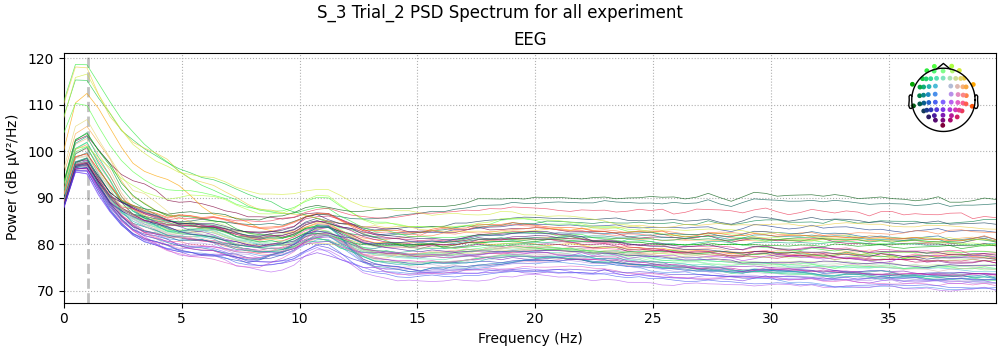 S_3 Trial_2 PSD Spectrum for all experiment
EEG
120
110
100
90
80
70
Power (dB µV²/Hz)
0 5 10 15 20 25 30 35
Frequency (Hz)